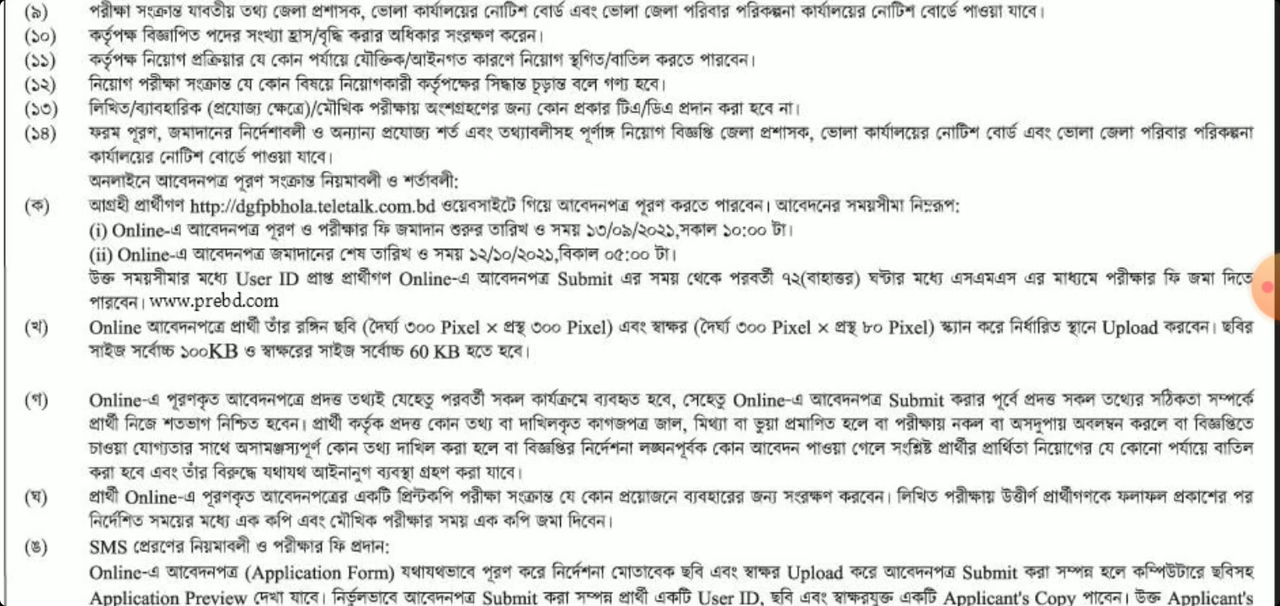 (৯) পরীক্ষা সংক্রান্ত যাবতীয় তথ্য জেলা প্রশাসক, ভোলা কার্যালয়ের নোটিশ বোর্ড এবং ভোলা জেলা পরিবার পরিকল্পনা কার্যালয়ের নোটিশ বোর্ডে পাওয়া যাবে।
(১০) কর্তৃপক্ষ বিজ্ঞাপিত পদের সংখ্যা হ্রাস/বৃদ্ধি করার অধিকার সংরক্ষণ করেন।
(১১) কর্তৃপক্ষ নিয়োগ প্রক্রিয়ার যে কোন পর্যায়ে যৌক্তিক/আইনগত কারণে নিয়োগ স্থগিত/বাতিল করতে পারবেন।
(১২) নিয়োগ পরীক্ষা সংক্রান্ত যে কোন বিষয়ে নিয়োগকারী কর্তৃপক্ষের সিদ্ধান্ত চূড়ান্ত বলে গণ্য হবে।
(১৩) লিখিত/ব্যাবহারিক (প্রযোজ্য ক্ষেত্রে)/মৌখিক পরীক্ষায় অংশগ্রহণের জন্য কোন প্রকার টিএ/ডিএ প্রদান করা হবে না।
(১৪) ফরম পূরণ, জমাদানের নির্দেশাবলী ও অন্যান্য প্রযোজ্য শর্ত এবং তথ্যাবলীসহ পূর্ণাঙ্গ নিয়োগ বিজ্ঞপ্তি জেলা প্রশাসক, ভোলা কার্যালয়ের নোটিশ বোর্ড এবং ভোলা জেলা পরিবার পরিকল্পনা
কার্যালয়ের নোটিশ বোর্ডে পাওয়া যাবে।
অনলাইনে আবেদনপত্র পূরণ সংক্রান্ত নিয়মাবলী ও শর্তাবলী:
(ক) আগ্রহী প্রার্থীগণ http://dgfpbhola.teletalk.com.bd ওয়েবসাইটে গিয়ে আবেদনপত্র পূরণ করতে পারবেন। আবেদনের সময়সীমা নিম্নরূপ:
(i) Online-এ আবেদনপত্র পূরণ ও পরীক্ষার ফি জমাদান শুরুর তারিখ ও সময় ১৩/০৯/২০২১,সকাল ১০:০০ টা।
(ii) Online-এ আবেদনপত্র জমাদানের শেষ তারিখ ও সময় ১২/১০/২০২১,বিকাল ০৫:০০ টা।
উক্ত সময়সীমার মধ্যে User ID প্রাপ্ত প্রার্থীগণ Online-এ আবেদনপত্র Submit এর সময় থেকে পরবর্তী ৭২(বাহাত্তর) ঘন্টার মধ্যে এসএমএস এর মাধ্যমে পরীক্ষার ফি জমা দিতে
পারবেন। www.prebd.com
(খ) Online আবেদনপত্রে প্রার্থী তাঁর রঙ্গিন ছবি (দৈর্ঘ্য ৩০০ Pixel × প্রস্থ ৩০০ Pixel) এবং স্বাক্ষর (দৈর্ঘ্য ৩০০ Pixel × প্রস্থ ৮০ Pixel) স্ক্যান করে নির্ধারিত স্থানে Upload করবেন। ছবির
সাইজ সর্বোচ্চ ১০০KB ও স্বাক্ষরের সাইজ সর্বোচ্চ 60 KB হতে হবে।
(গ) Online-এ পূরণকৃত আবেদনপত্রে প্রদত্ত তথ্যই যেহেতু পরবর্তী সকল কার্যক্রমে ব্যবহৃত হবে, সেহেতু Online-এ আবেদনপত্র Submit করার পূর্বে প্রদত্ত সকল তথ্যের সঠিকতা সম্পর্কে
প্রার্থী নিজে শতভাগ নিশ্চিত হবেন। প্রার্থী কর্তৃক প্রদত্ত কোন তথ্য বা দাখিলকৃত কাগজপত্র জাল, মিথ্যা বা ভুয়া প্রমাণিত হলে বা পরীক্ষায় নকল বা অসদুপায় অবলম্বন করলে বা বিজ্ঞপ্তিতে
চাওয়া যোগ্যতার সাথে অসামঞ্জস্যপূর্ণ কোন তথ্য দাখিল করা হলে বা বিজ্ঞপ্তির নির্দেশনা লঙ্ঘনপূর্বক কোন আবেদন পাওয়া গেলে সংশ্লিষ্ট প্রার্থীর প্রার্থিতা নিয়োগের যে কোনো পর্যায়ে বাতিল
করা হবে এবং তাঁর বিরুদ্ধে যথাযথ আইনানুগ ব্যবস্থা গ্রহণ করা যাবে।
(ঘ) প্রার্থী Online-এ পূরণকৃত আবেদনপত্রের একটি প্রিন্টকপি পরীক্ষা সংক্রান্ত যে কোন প্রয়োজনে ব্যবহারের জন্য সংরক্ষণ করবেন। লিখিত পরীক্ষায় উত্তীর্ণ প্রার্থীগণকে ফলাফল প্রকাশের পর
নির্দেশিত সময়ের মধ্যে এক কপি এবং মৌখিক পরীক্ষার সময় এক কপি জমা দিবেন।
(ঙ) SMS প্রেরণের নিয়মাবলী ও পরীক্ষার ফি প্রদান:
Online-এ আবেদনপত্র (Application Form) যথাযথভাবে পূরণ করে নির্দেশনা মোতাবেক ছবি এবং স্বাক্ষর Upload করে আবেদনপত্র Submit করা সম্পন্ন হলে কম্পিউটারে ছবিসহ
Application Preview দেখা যাবে। নির্ভুলভাবে আবেদনপত্র Submit করা সম্পন্ন প্রার্থী একটি User ID, ছবি এবং স্বাক্ষরযুক্ত একটি Applicant's Copy পাবেন। উক্ত Applicant's